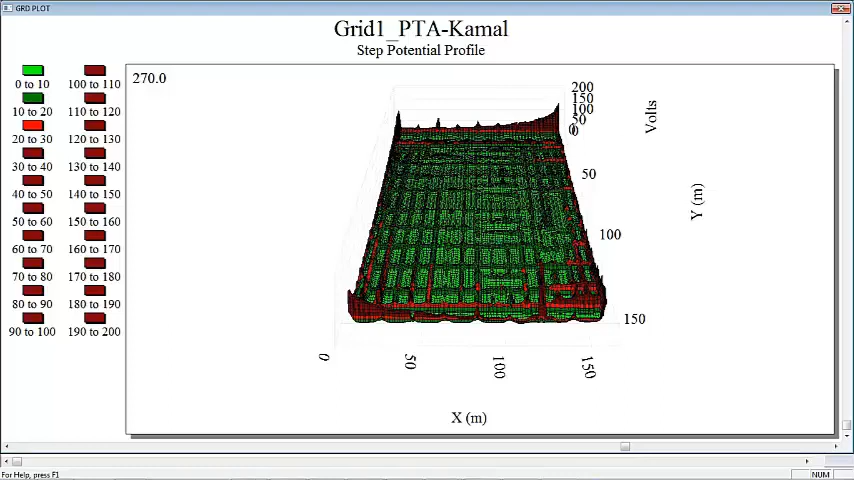 GRD PLOT
Grid1_PTA-Kamal
Step Potential Profile
270.0
0 to 10
10 to 20
20 to 30
30 to 40
40 to 50
50 to 60
60 to 70
70 to 80
80 to 90
90 to 100
100 to 110
110 to 120
120 to 130
130 to 140
140 to 150
150 to 160
160 to 170
170 to 180
180 to 190
190 to 200
200
150
100
50
0
Volts
0
50
100
150
Y (m)
0
50
100
150
X (m)
For Help, press F1
NUM